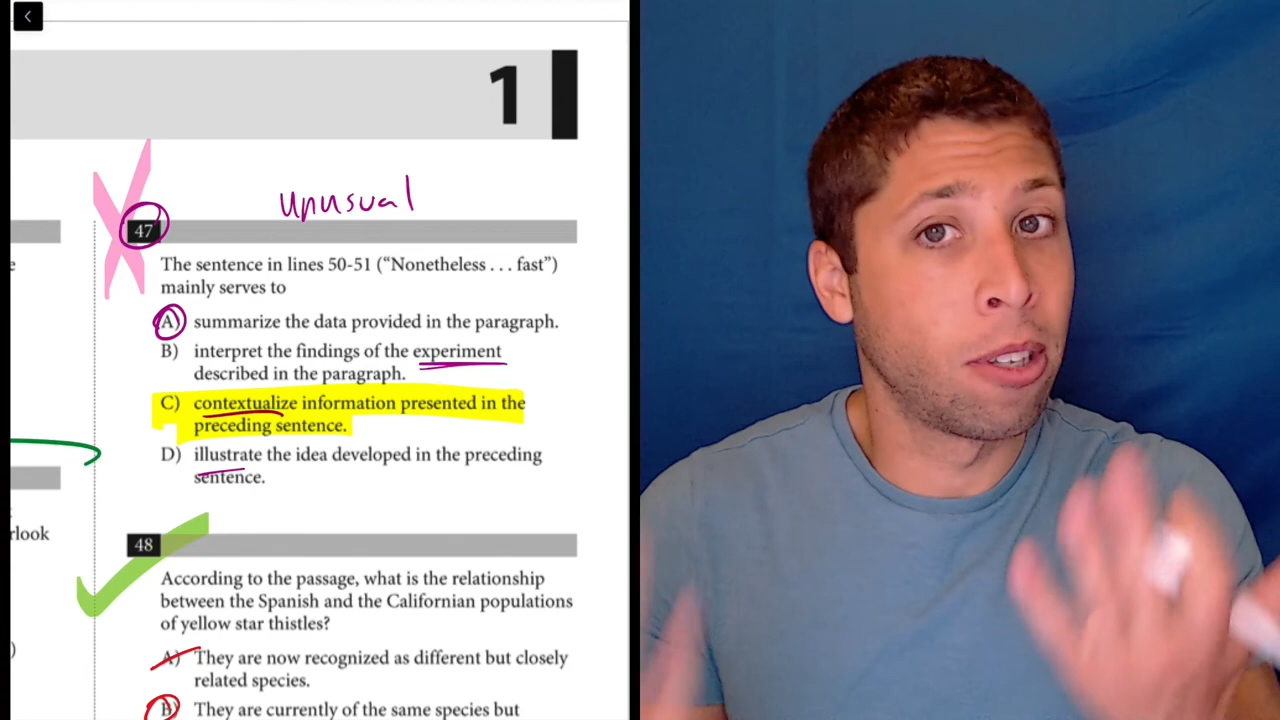 1
unusual
47
The sentence in lines 50-51 (“Nonetheless . . . fast”)
mainly serves to
A) summarize the data provided in the paragraph.
B) interpret the findings of the experiment
described in the paragraph.
C) contextualize information presented in the
preceding sentence.
D) illustrate the idea developed in the preceding
sentence.
rlook
48
According to the passage, what is the relationship
between the Spanish and the Californian populations
of yellow star thistles?
A) They are now recognized as different but closely
related species.
B) They are currently of the same species but